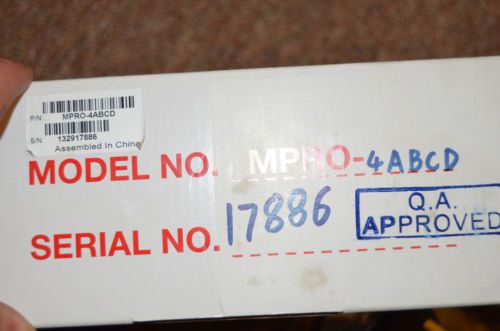 P/N: MPRO-4ABCD
S/N: 132917886
Assembled In China
MODEL NO. MPRO-4ABCD
SERIAL NO. 17886
Q.A.
APPROVED